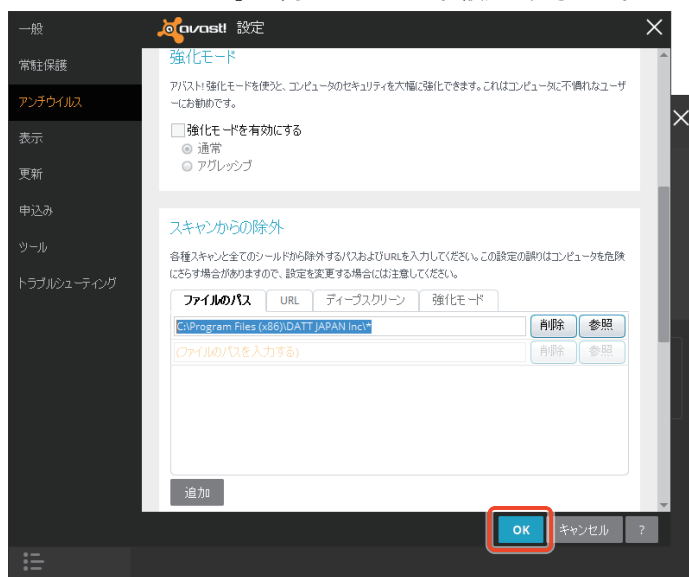 一般
常駐保護
アンチウイルス
表示
更新
申込み
ツール
トラブルシューティング
avast! 設定
強化モード
アバスト!強化モードを使うと、コンピュータのセキュリティを大幅に強化できます。これはコンピュータに不慣れなユーザ
ーにお勧めです。
強化モードを有効にする
通常
アグレッシブ
スキャンからの除外
各種スキャンと全てのシールドから除外するパスおよびURLを入力してください。この設定の誤りはコンピュータを危険
にさらす場合がありますので、設定を変更する場合には注意してください。
ファイルのパス URL ディープスクリーン 強化モード
C:\Program Files (x86)\DATT JAPAN Inc\* 削除 参照
(ファイルのパスを入力する) 削除 参照
追加
OK キャンセル ?